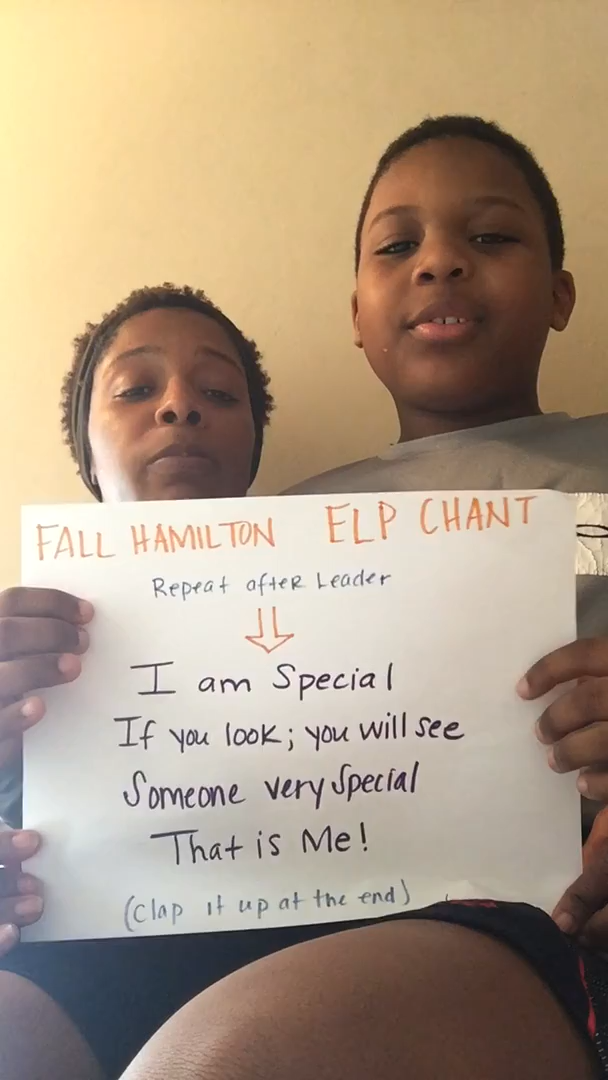 FALL HAMILTON ELP CHANT
Repeat after Leader
I am Special
If you look; you will see
Someone very Special
That is Me!
(Clap it up at the end)